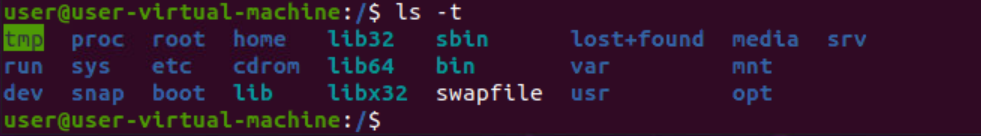 user@user-virtual-machine:/$ ls -t
tmp proc root home lib32 sbin lost+found media srv
run sys etc cdrom lib64 bin var mnt
dev snap boot lib libx32 swapfile usr opt
user@user-virtual-machine:/$